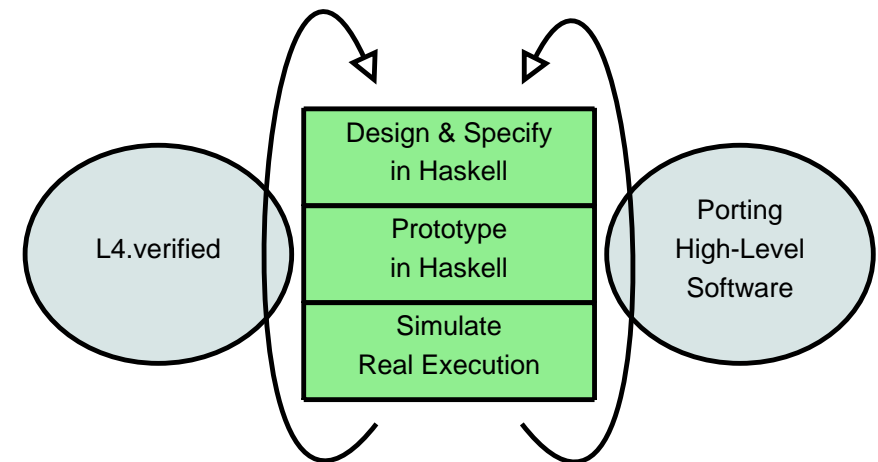 Design & Specify
in Haskell
L4.verified
Prototype
in Haskell
Porting
High-Level
Software
Simulate
Real Execution